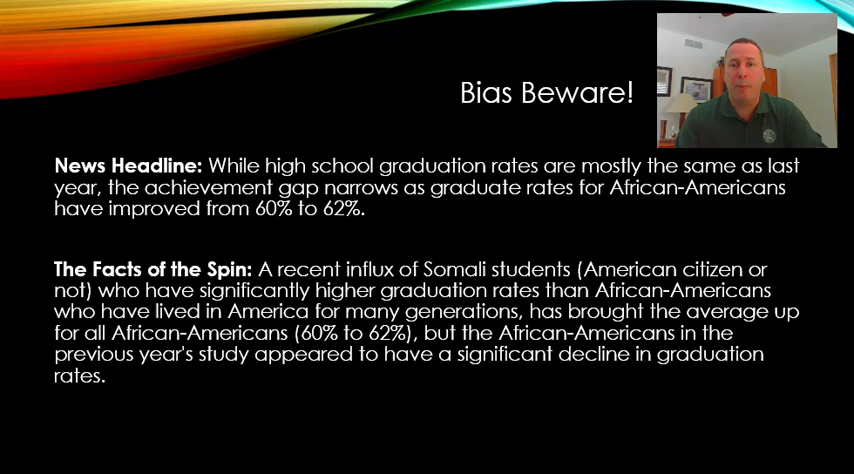 Bias Beware!
News Headline: While high school graduation rates are mostly the same as last
year, the achievement gap narrows as graduate rates for African-Americans
have improved from 60% to 62%.
The Facts of the Spin: A recent influx of Somali students (American citizen or
not) who have significantly higher graduation rates than African-Americans
who have lived in America for many generations, has brought the average up
for all African-Americans (60% to 62%), but the African-Americans in the
previous year's study appeared to have a significant decline in graduation
rates.